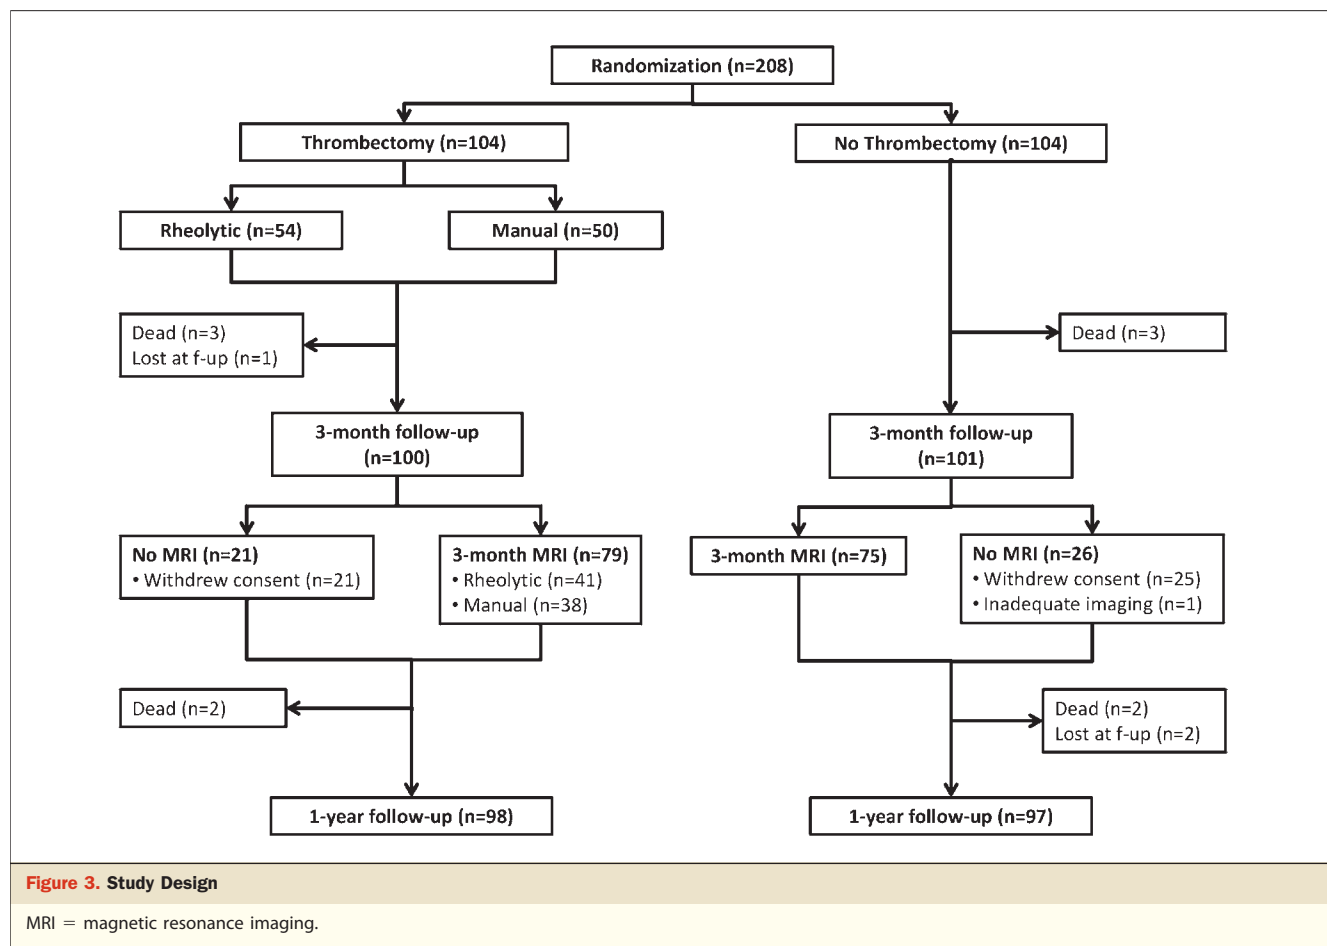 Randomization (n=208)
Thrombectomy (n=104)
No Thrombectomy (n=104)
Rheolytic (n=54)
Manual (n=50)
Dead (n=3)
Lost at f-up (n=1)
Dead (n=3)
3-month follow-up
(n=100)
3-month follow-up
(n=101)
No MRI (n=21)
• Withdrew consent (n=21)
3-month MRI (n=79)
• Rheolytic (n=41)
• Manual (n=38)
3-month MRI (n=75)
No MRI (n=26)
• Withdrew consent (n=25)
• Inadequate imaging (n=1)
Dead (n=2)
Dead (n=2)
Lost at f-up (n=2)
1-year follow-up (n=98)
1-year follow-up (n=97)
Figure 3. Study Design
MRI = magnetic resonance imaging.